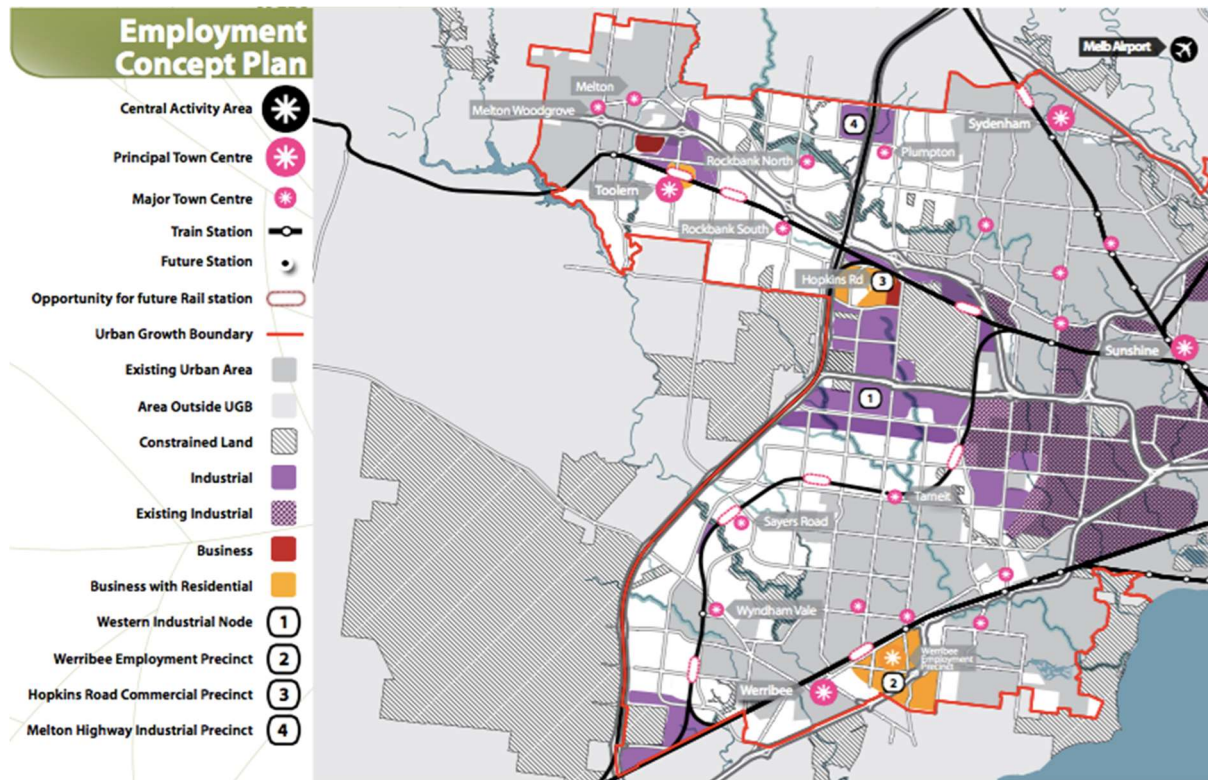 Employment
Concept Plan
Central Activity Area
Principal Town Centre
Major Town Centre
Train Station
Future Station
Opportunity for future Rail station
Urban Growth Boundary
Existing Urban Area
Area Outside UGB
Constrained Land
Industrial
Existing Industrial
Business
Business with Residential
Western Industrial Node
1
Werribee Employment Precinct
2
Hopkins Road Commercial Precinct
3
Melton Highway Industrial Precinct
4
Melb Airport
Melton
Melton Woodgrove
4
Sydenham
Plumpton
Rockbank North
Toolern
Rockbank South
Hopkins Rd
3
Sunshine
1
Tarneit
Sayers Road
Wyndham Vale
Werribee
Employment
Precinct
2
Werribee